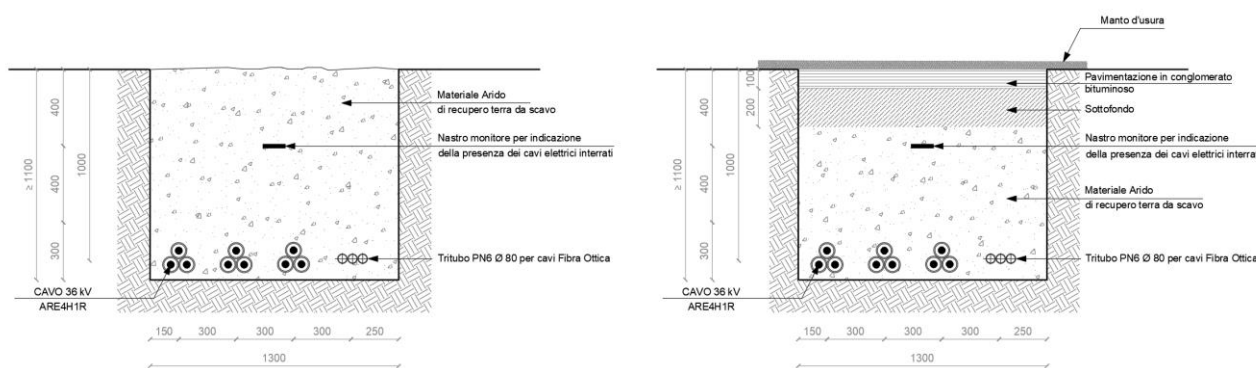 Materiale Arido
di recupero terra da scavo
Nastro monitore per indicazione
della presenza dei cavi elettrici interrati
Tritubo PN6 Ø 80 per cavi Fibra Ottica
CAVO 36 kV
ARE4H1R
≥ 1100
400
400
300
1000
150
300
300
300
250
1300
Manto d'usura
Pavimentazione in conglomerato
bituminoso
Sottofondo
Nastro monitore per indicazione
della presenza dei cavi elettrici interrati
Materiale Arido
di recupero terra da scavo
Tritubo PN6 Ø 80 per cavi Fibra Ottica
CAVO 36 kV
ARE4H1R
≥ 1100
400
400
300
1000
100
200
150
300
300
300
250
1300